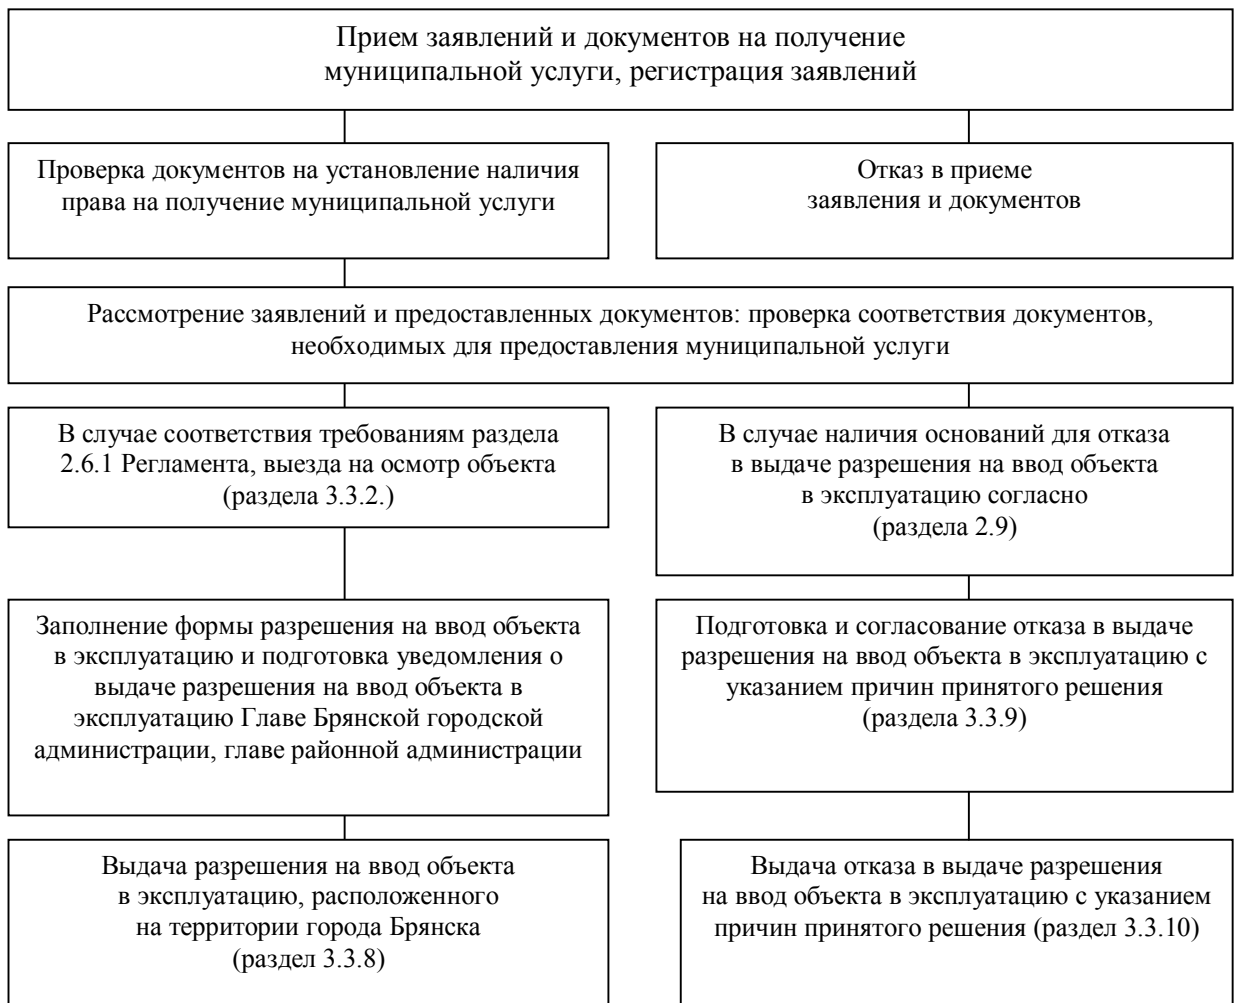 Прием заявлений и документов на получение
муниципальной услуги, регистрация заявлений
Проверка документов на установление наличия
права на получение муниципальной услуги
Отказ в приеме
заявления и документов
Рассмотрение заявлений и предоставленных документов: проверка соответствия документов,
необходимых для предоставления муниципальной услуги
В случае соответствия требованиям раздела
2.6.1 Регламента, выезда на осмотр объекта
(раздела 3.3.2.)
В случае наличия оснований для отказа
в выдаче разрешения на ввод объекта
в эксплуатацию согласно
(раздела 2.9)
Заполнение формы разрешения на ввод объекта
в эксплуатацию и подготовка уведомления о
выдаче разрешения на ввод объекта в
эксплуатацию Главе Брянской городской
администрации, главе районной администрации
Подготовка и согласование отказа в выдаче
разрешения на ввод объекта в эксплуатацию с
указанием причин принятого решения
(раздела 3.3.9)
Выдача разрешения на ввод объекта
в эксплуатацию, расположенного
на территории города Брянска
(раздел 3.3.8)
Выдача отказа в выдаче разрешения
на ввод объекта в эксплуатацию с указанием
причин принятого решения (раздел 3.3.10)